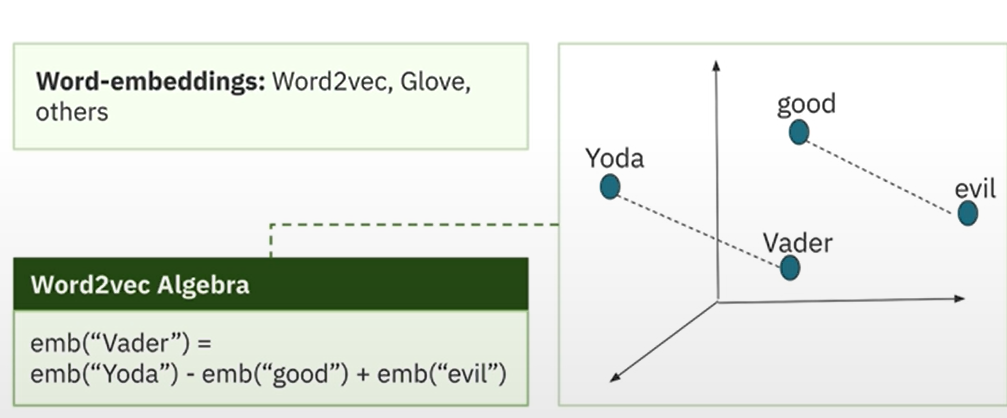 Word-embeddings: Word2vec, Glove,
others
Word2vec Algebra
emb(“Vader”) =
emb(“Yoda”) - emb(“good”) + emb(“evil”)
good
Yoda
evil
Vader